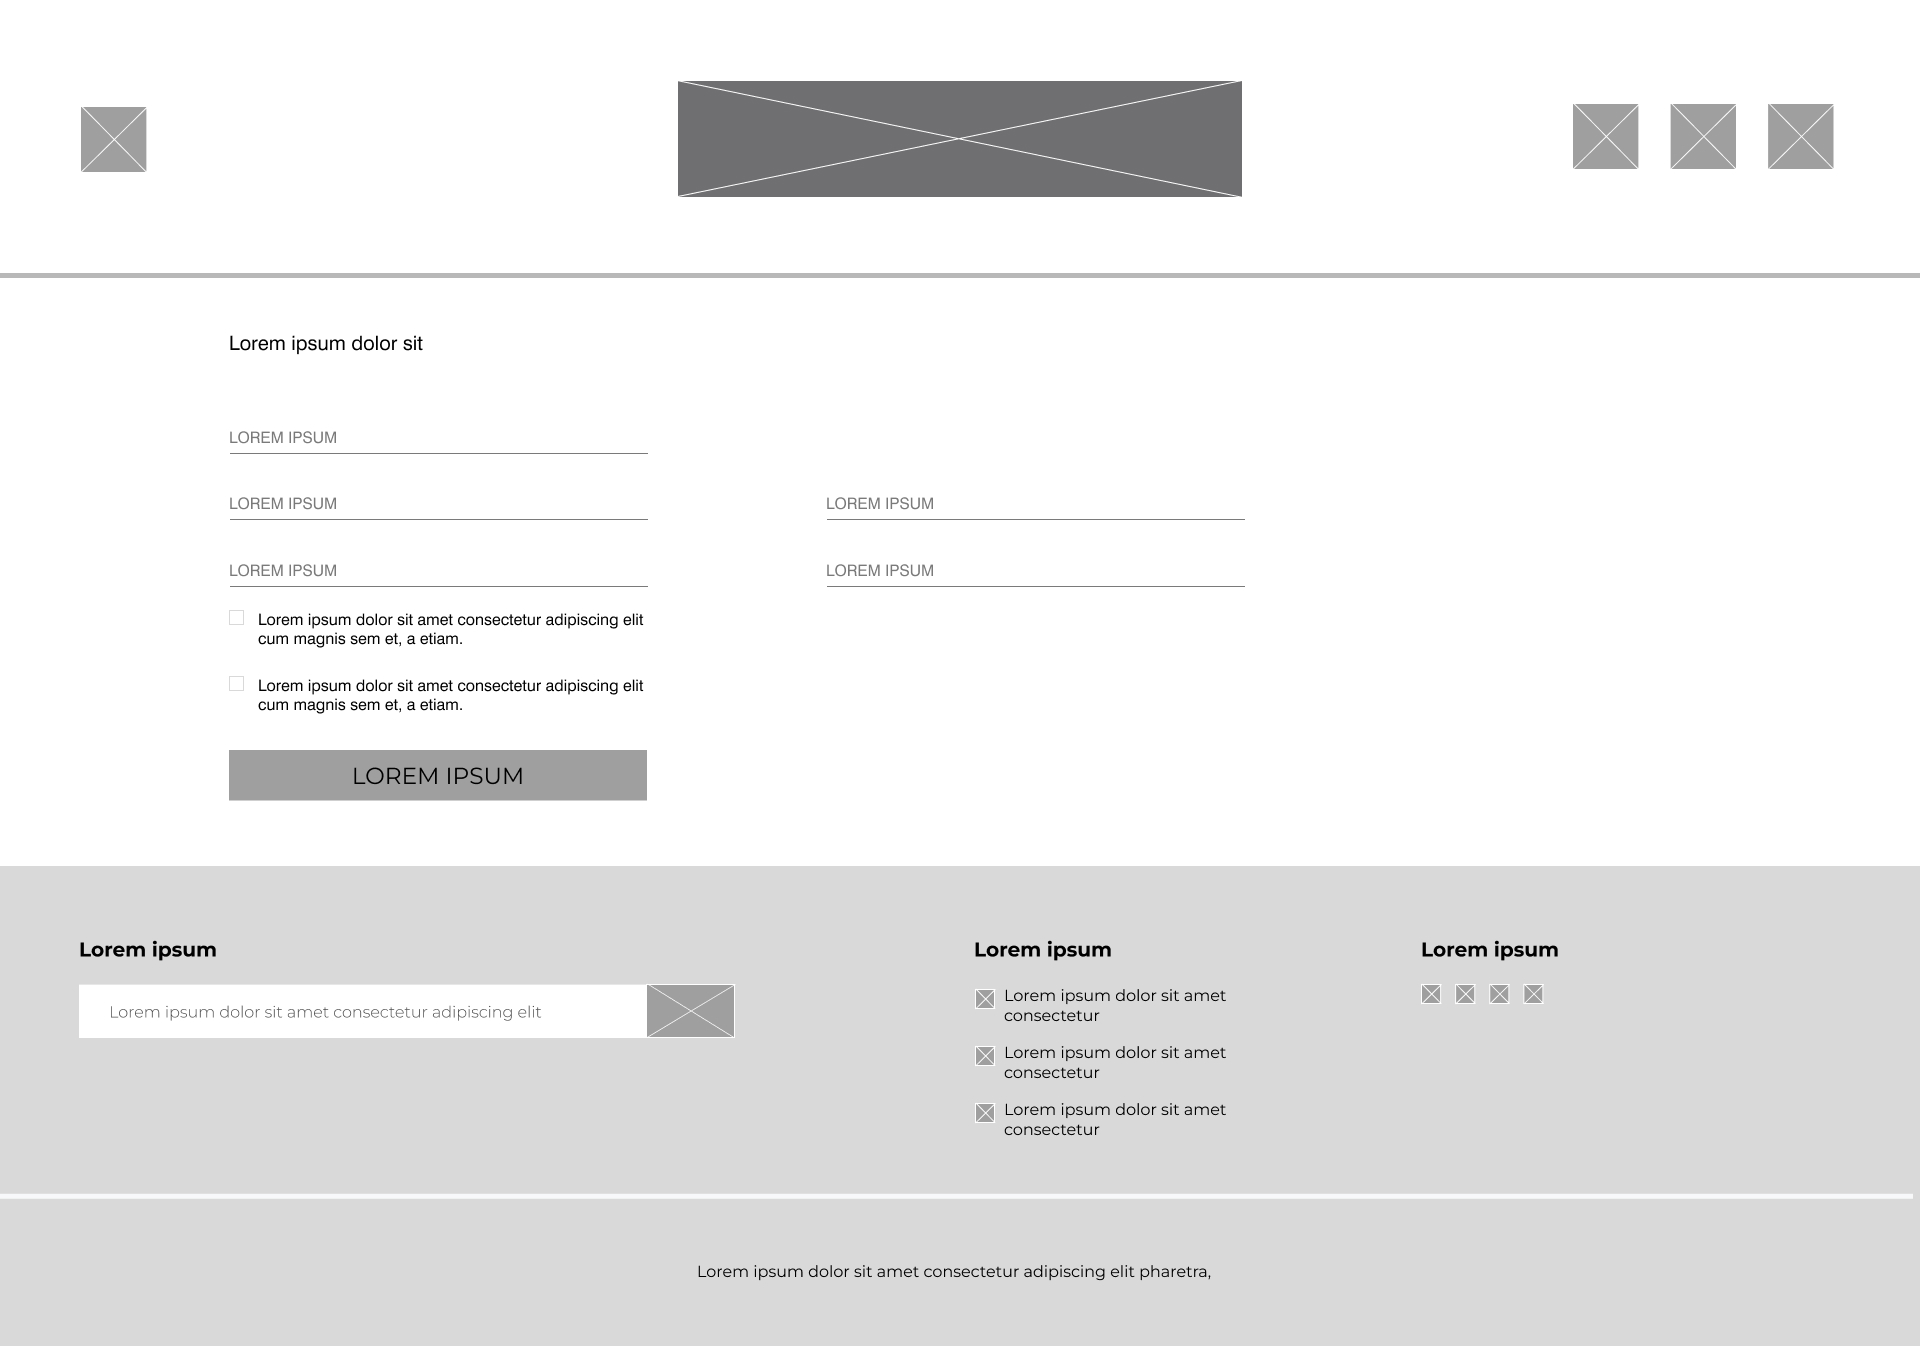 Lorem ipsum dolor sit
LOREM IPSUM
LOREM IPSUM
LOREM IPSUM
LOREM IPSUM
LOREM IPSUM
Lorem ipsum dolor sit amet consectetur adipiscing elit
cum magnis sem et, a etiam.
Lorem ipsum dolor sit amet consectetur adipiscing elit
cum magnis sem et, a etiam.
LOREM IPSUM
Lorem ipsum
Lorem ipsum dolor sit amet consectetur adipiscing elit
Lorem ipsum
Lorem ipsum dolor sit amet
consectetur
Lorem ipsum dolor sit amet
consectetur
Lorem ipsum dolor sit amet
consectetur
Lorem ipsum
Lorem ipsum dolor sit amet consectetur adipiscing elit pharetra,